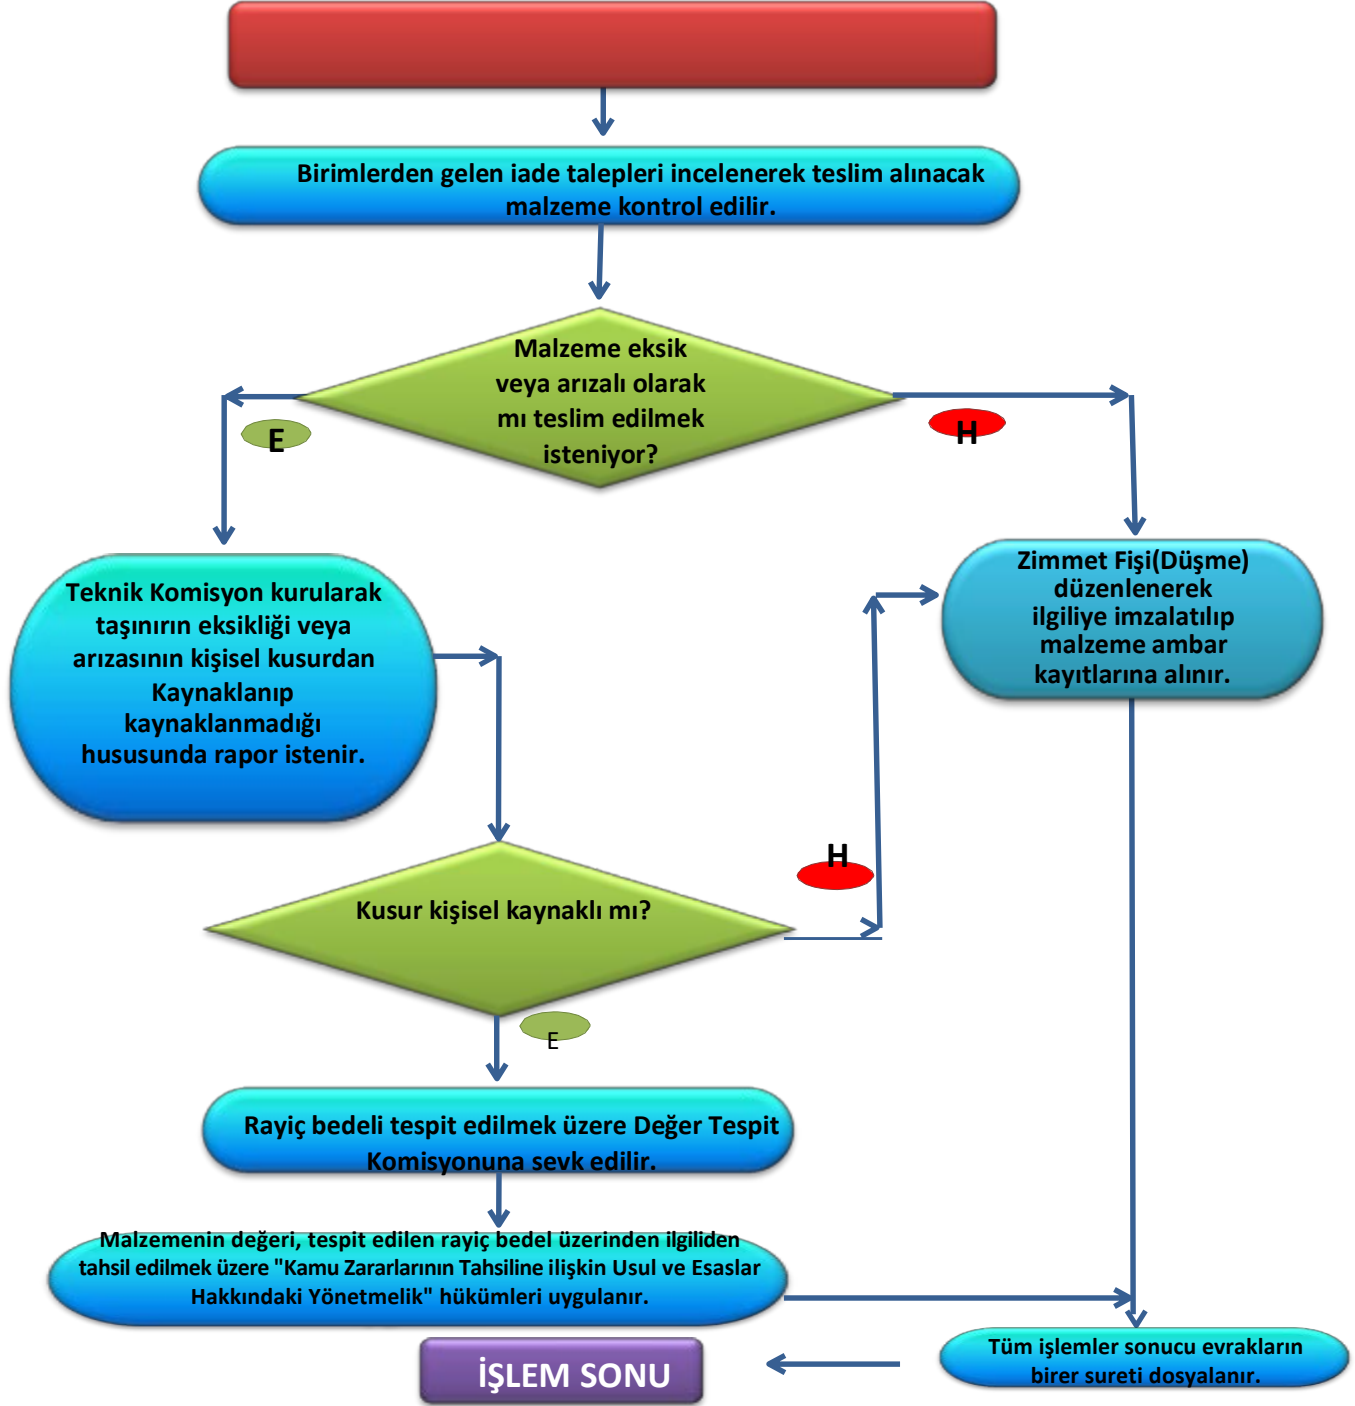 Birimlerden gelen iade talepleri incelenerek teslim alınacak
malzeme kontrol edilir.
Malzeme eksik
veya arızalı olarak
mı teslim edilmek
isteniyor?
E
H
Teknik Komisyon kurularak
taşınırın eksikliği veya
arızasının kişisel kusurdan
Kaynaklanıp
kaynaklanmadığı
hususunda rapor istenir.
Zimmet Fişi(Düşme)
düzenlenerek
ilgiliye imzalatılıp
malzeme ambar
kayıtlarına alınır.
H
Kusur kişisel kaynaklı mı?
E
Rayiç bedeli tespit edilmek üzere Değer Tespit
Komisyonuna sevk edilir.
Malzemenin değeri, tespit edilen rayiç bedel üzerinden ilgiliden
tahsil edilmek üzere "Kamu Zararlarının Tahsiline ilişkin Usul ve Esaslar
Hakkındaki Yönetmelik" hükümleri uygulanır.
Tüm işlemler sonucu evrakların
birer sureti dosyalanır.
İŞLEM SONU